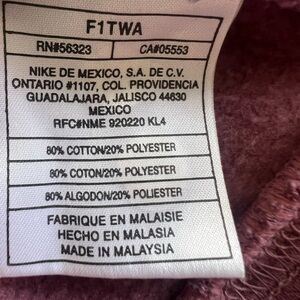 F1TWA
RN#56323 CA#05553
NIKE DE MEXICO, S.A. DE C.V.
ONTARIO #1107, COL. PROVIDENCIA
GUADALAJARA, JALISCO 44630
MEXICO
RFC#NME 920220 KL4
80% COTTON/20% POLYESTER
80% COTON/20% POLYESTER
80% ALGODON/20% POLIESTER
FABRIQUE EN MALAISIE
HECHO EN MALASIA
MADE IN MALAYSIA